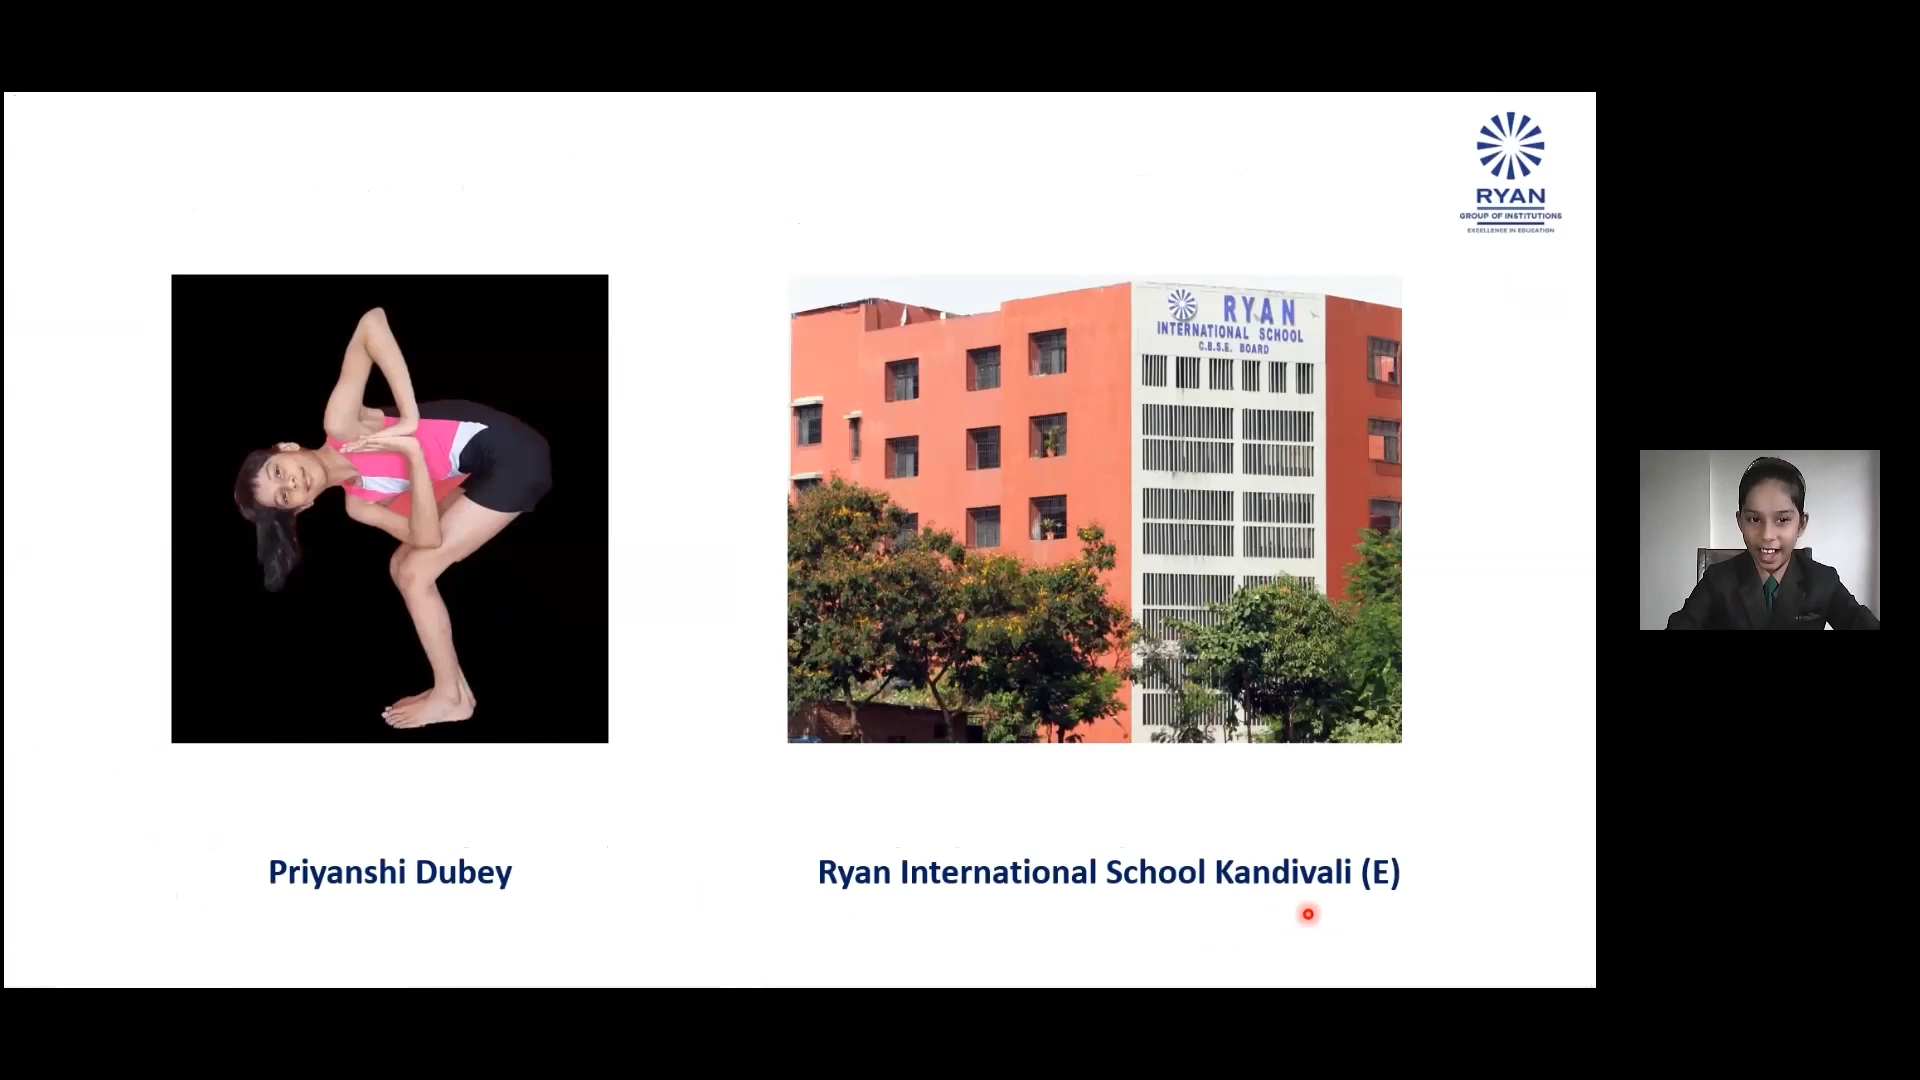 RYAN
GROUP OF INSTITUTIONS
EXCELLENCE IN EDUCATION
RYAN
INTERNATIONAL SCHOOL
C.B.S.E. BOARD
Priyanshi Dubey
Ryan International School Kandivali (E)